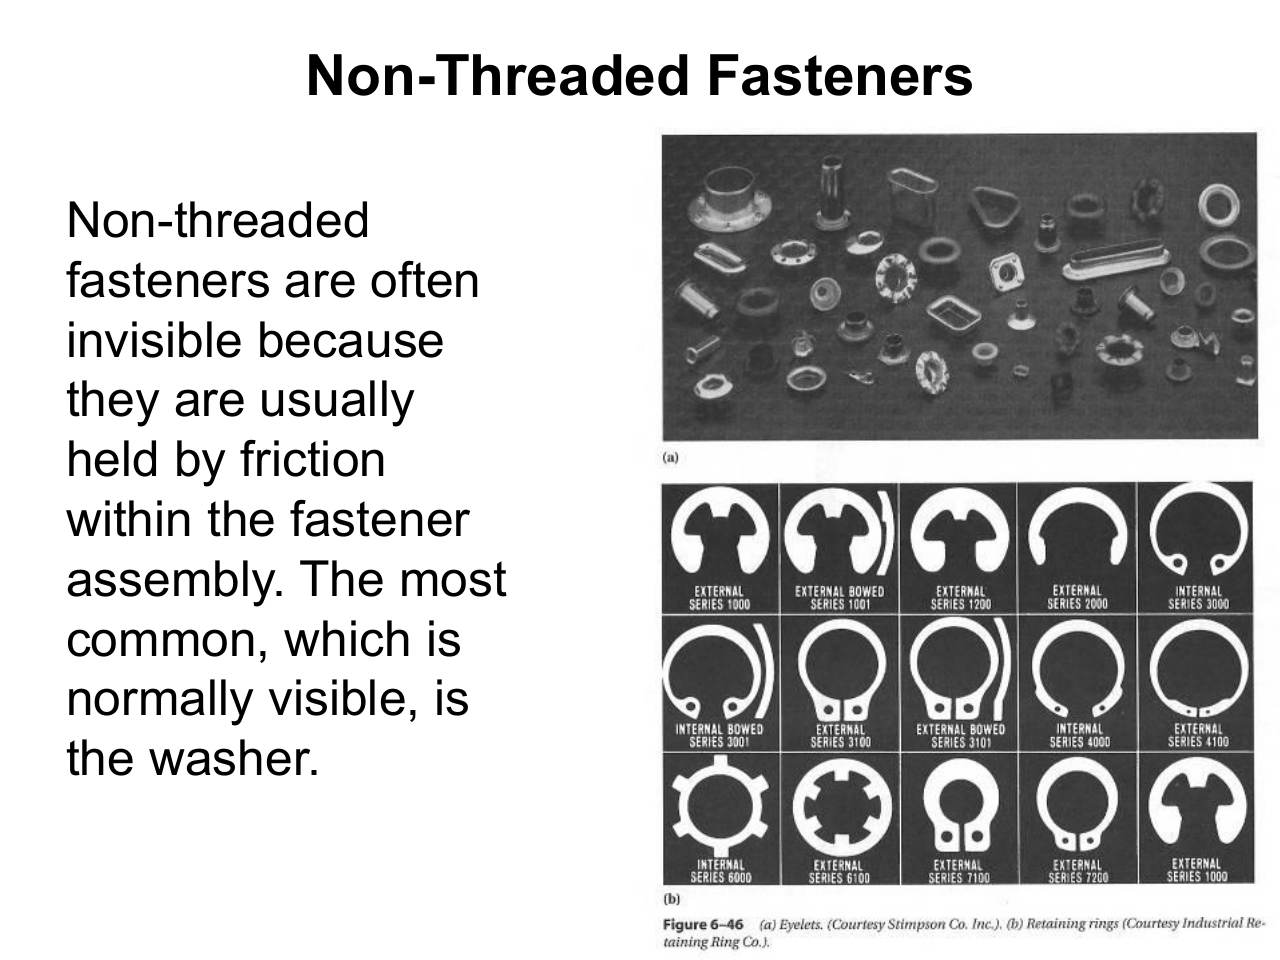 Non-Threaded Fasteners
Non-threaded
fasteners are often
invisible because
they are usually
held by friction
within the fastener
assembly. The most
common, which is
normally visible, is
the washer.
(a)
EXTERNAL
SERIES 1000
EXTERNAL BOWED
SERIES 1001
EXTERNAL
SERIES 1200
EXTERNAL
SERIES 2000
INTERNAL
SERIES 3000
INTERNAL BOWED
SERIES 3001
EXTERNAL
SERIES 3100
EXTERNAL BOWED
SERIES 3101
INTERNAL
SERIES 4000
EXTERNAL
SERIES 4100
INTERNAL
SERIES 6000
EXTERNAL
SERIES 6100
EXTERNAL
SERIES 7100
EXTERNAL
SERIES 7200
EXTERNAL
SERIES 1000
(b)
Figure 6–46 (a) Eyelets. (Courtesy Stimpson Co. Inc.). (b) Retaining rings (Courtesy Industrial Re-
taining Ring Co.).